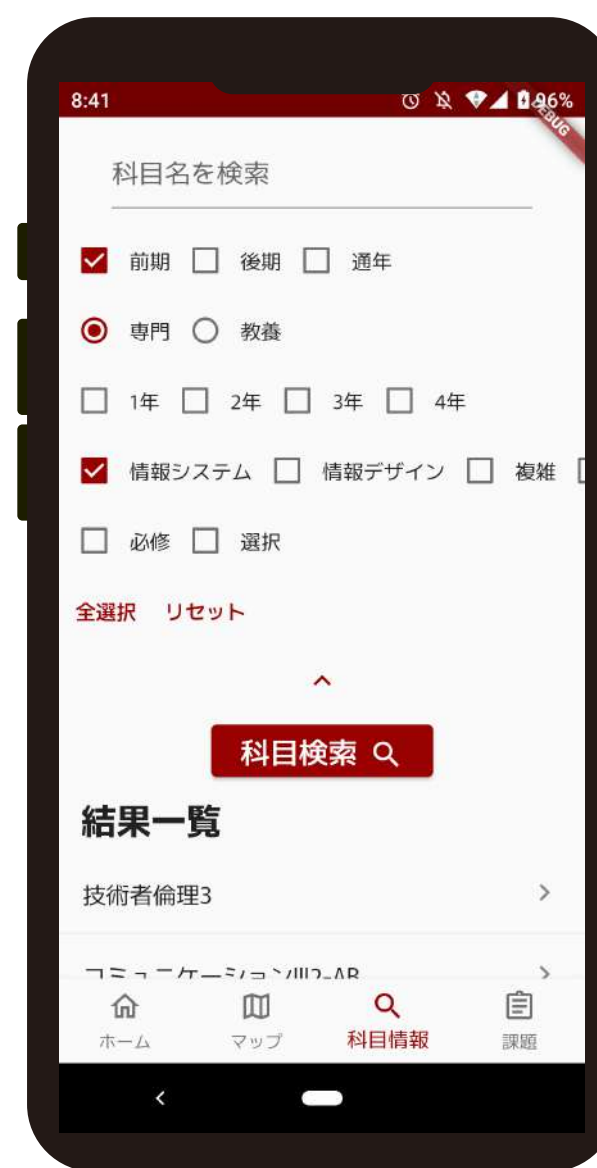 8:41 96%
DEBUG
科目名を検索
前期 後期 通年
専門 教養
1年 2年 3年 4年
情報システム 情報デザイン 複雑
必修 選択
全選択 リセット
科目検索
結果一覧
技術者倫理3
ホーム マップ 科目情報 課題